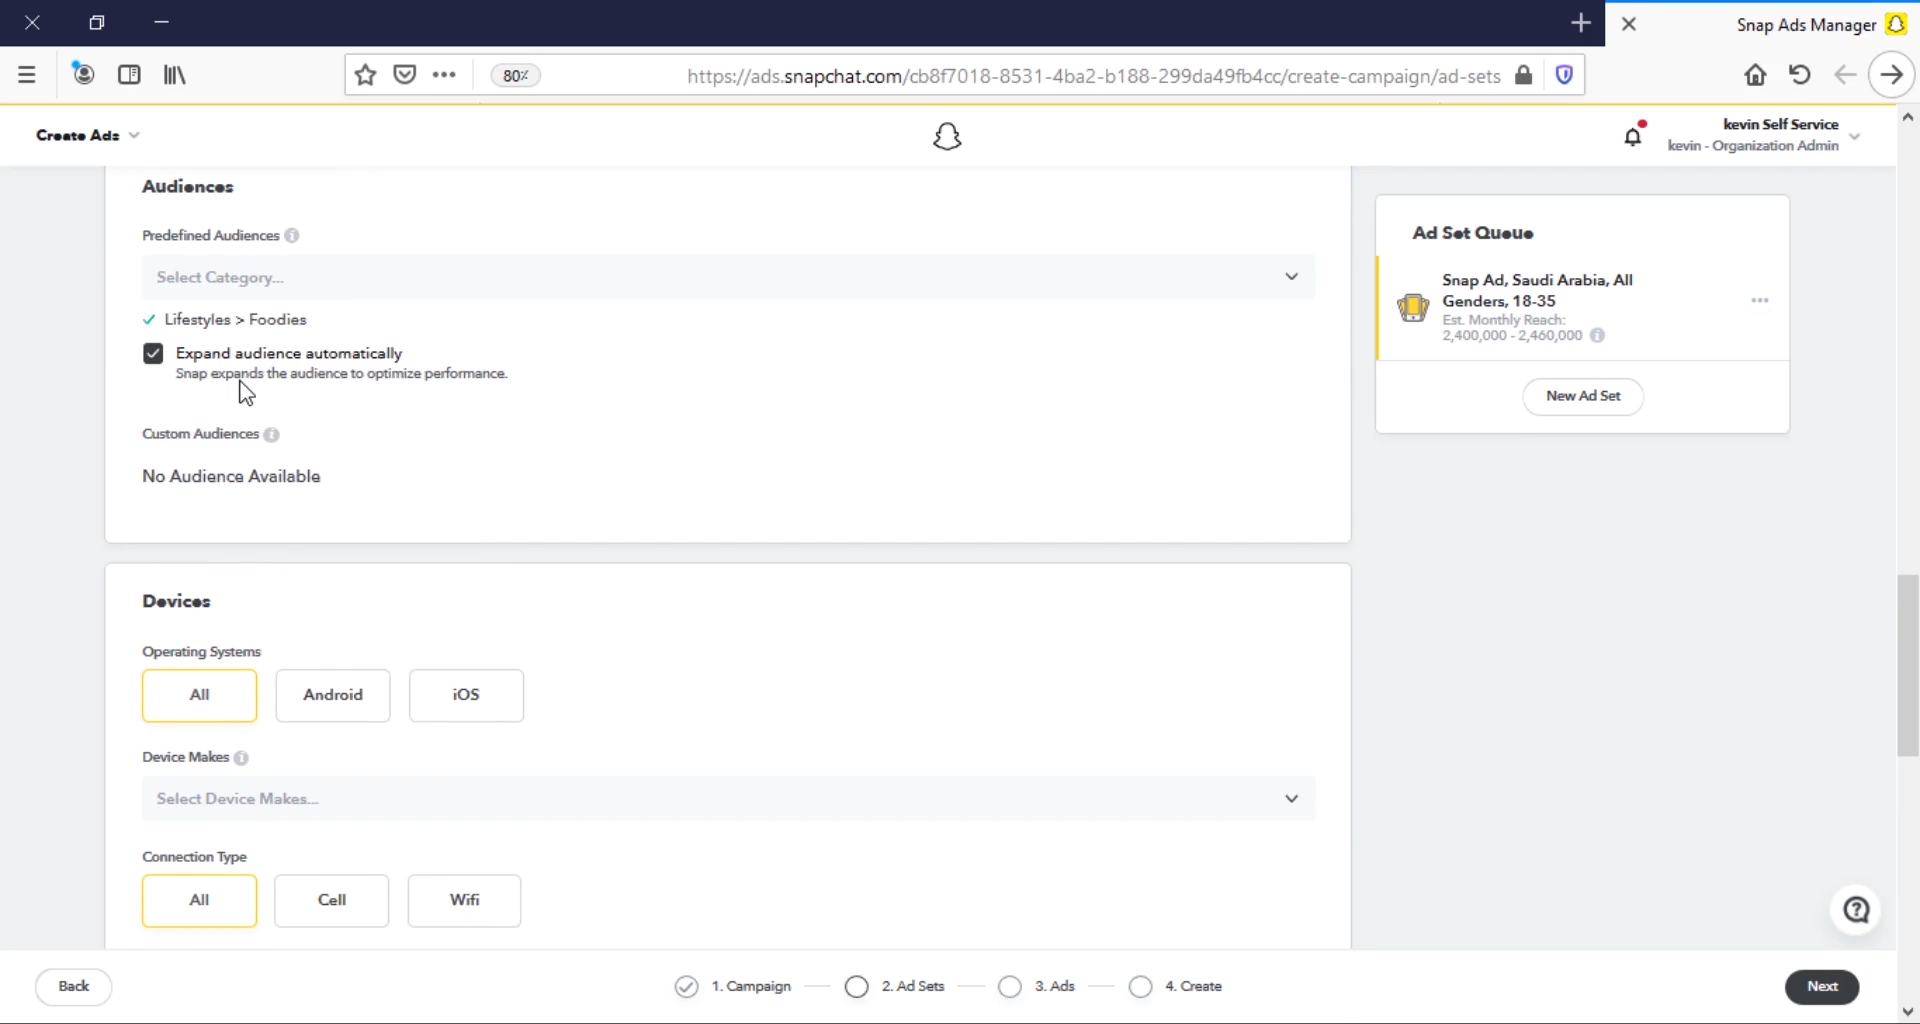 Snap Ads Manager
80%
https://ads.snapchat.com/cb8f7018-8531-4ba2-b188-299da49fb4cc/create-campaign/ad-sets
Create Ads
kevin Self Service
kevin - Organization Admin
Audiences
Predefined Audiences
Select Category...
Lifestyles > Foodies
Expand audience automatically
Snap expands the audience to optimize performance.
Custom Audiences
No Audience Available
Devices
Operating Systems
All
Android
iOS
Device Makes
Select Device Makes...
Connection Type
All
Cell
Wifi
Ad Set Queue
Snap Ad, Saudi Arabia, All
Genders, 18-35
Est. Monthly Reach:
2,400,000 - 2,460,000
New Ad Set
Back
1. Campaign
2. Ad Sets
3. Ads
4. Create
Next